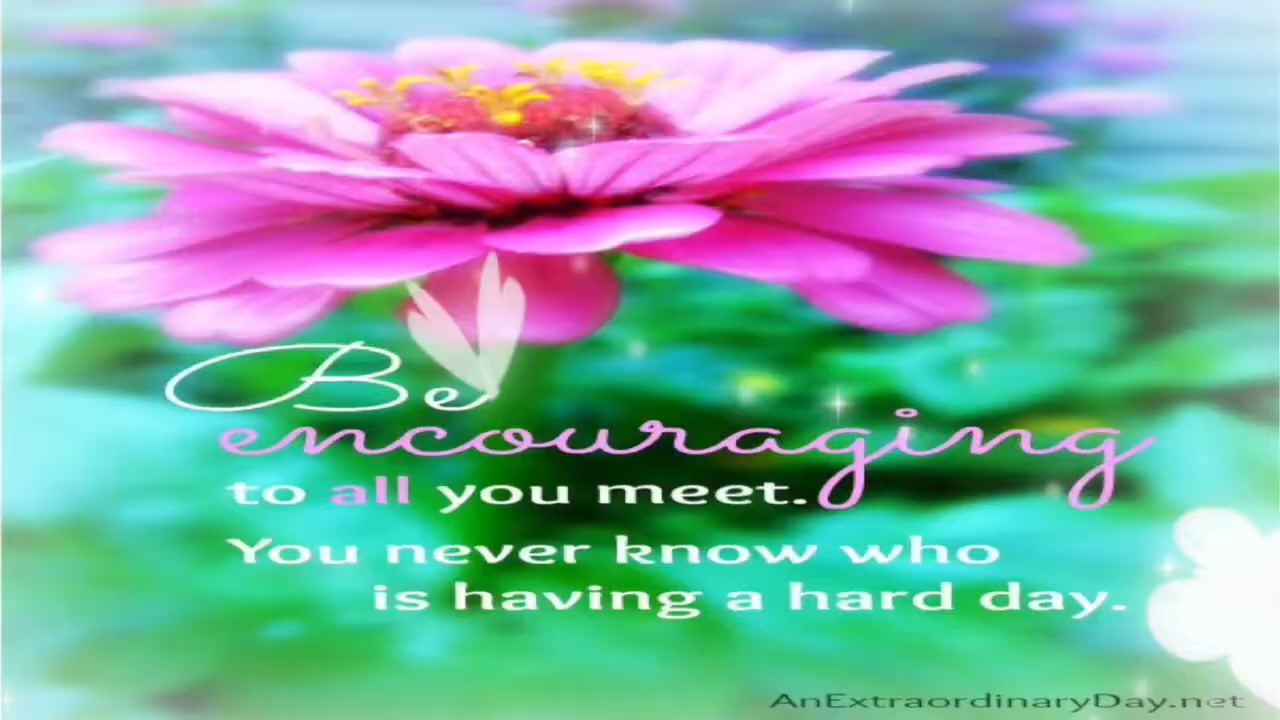 Be
encouraging
to all you meet.
You never know who
is having a hard day.
AnExtraordinaryDay.net